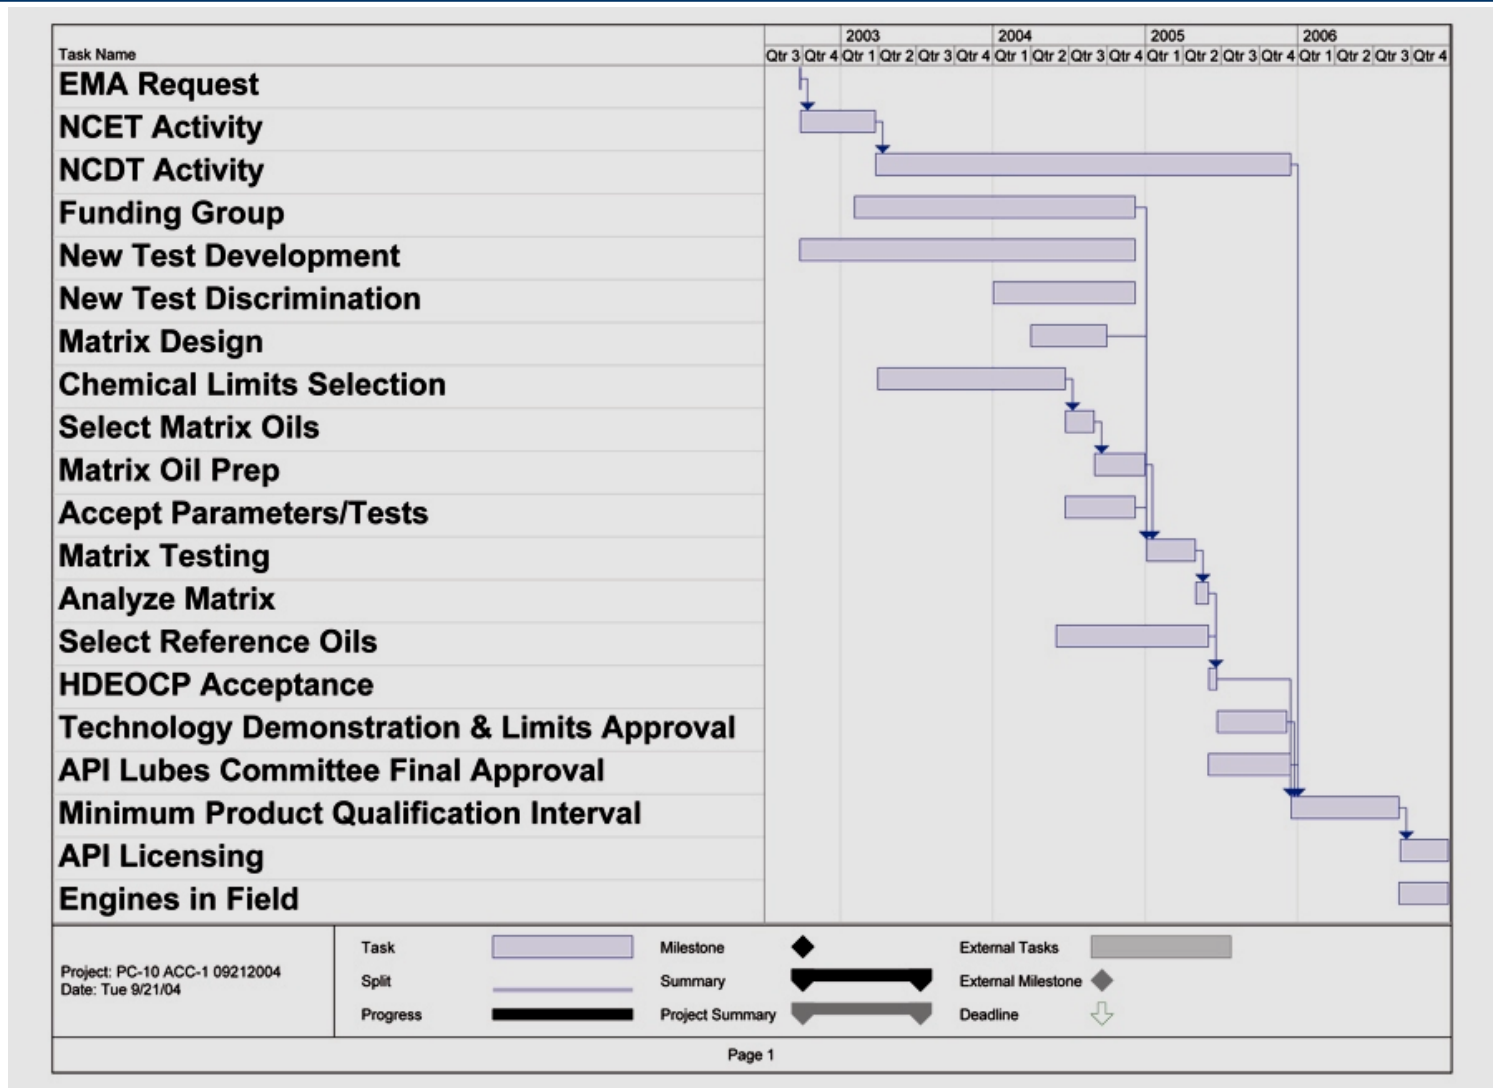 2003 2004 2005 2006
Task Name Qtr 3 Qtr 4 Qtr 1 Qtr 2 Qtr 3 Qtr 4 Qtr 1 Qtr 2 Qtr 3 Qtr 4 Qtr 1 Qtr 2 Qtr 3 Qtr 4 Qtr 1 Qtr 2 Qtr 3 Qtr 4
EMA Request
NCET Activity
NCDT Activity
Funding Group
New Test Development
New Test Discrimination
Matrix Design
Chemical Limits Selection
Select Matrix Oils
Matrix Oil Prep
Accept Parameters/Tests
Matrix Testing
Analyze Matrix
Select Reference Oils
HDEOCP Acceptance
Technology Demonstration & Limits Approval
API Lubes Committee Final Approval
Minimum Product Qualification Interval
API Licensing
Engines in Field
Project: PC-10 ACC-1 09212004
Date: Tue 9/21/04
Task Milestone External Tasks
Split Summary External Milestone
Progress Project Summary Deadline
Page 1